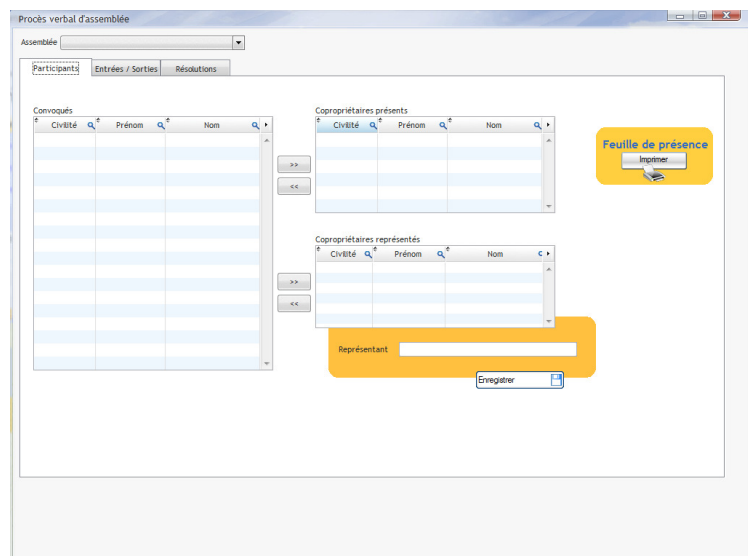 Procès verbal d'assemblée
Assemblée
Participants Entrées / Sorties Résolutions
Convoqués
Civilité Prénom Nom
>>
<<
Copropriétaires présents
Civilité Prénom Nom
Feuille de présence
Imprimer
Copropriétaires représentés
Civilité Prénom Nom
>>
<<
Représentant
Enregistrer